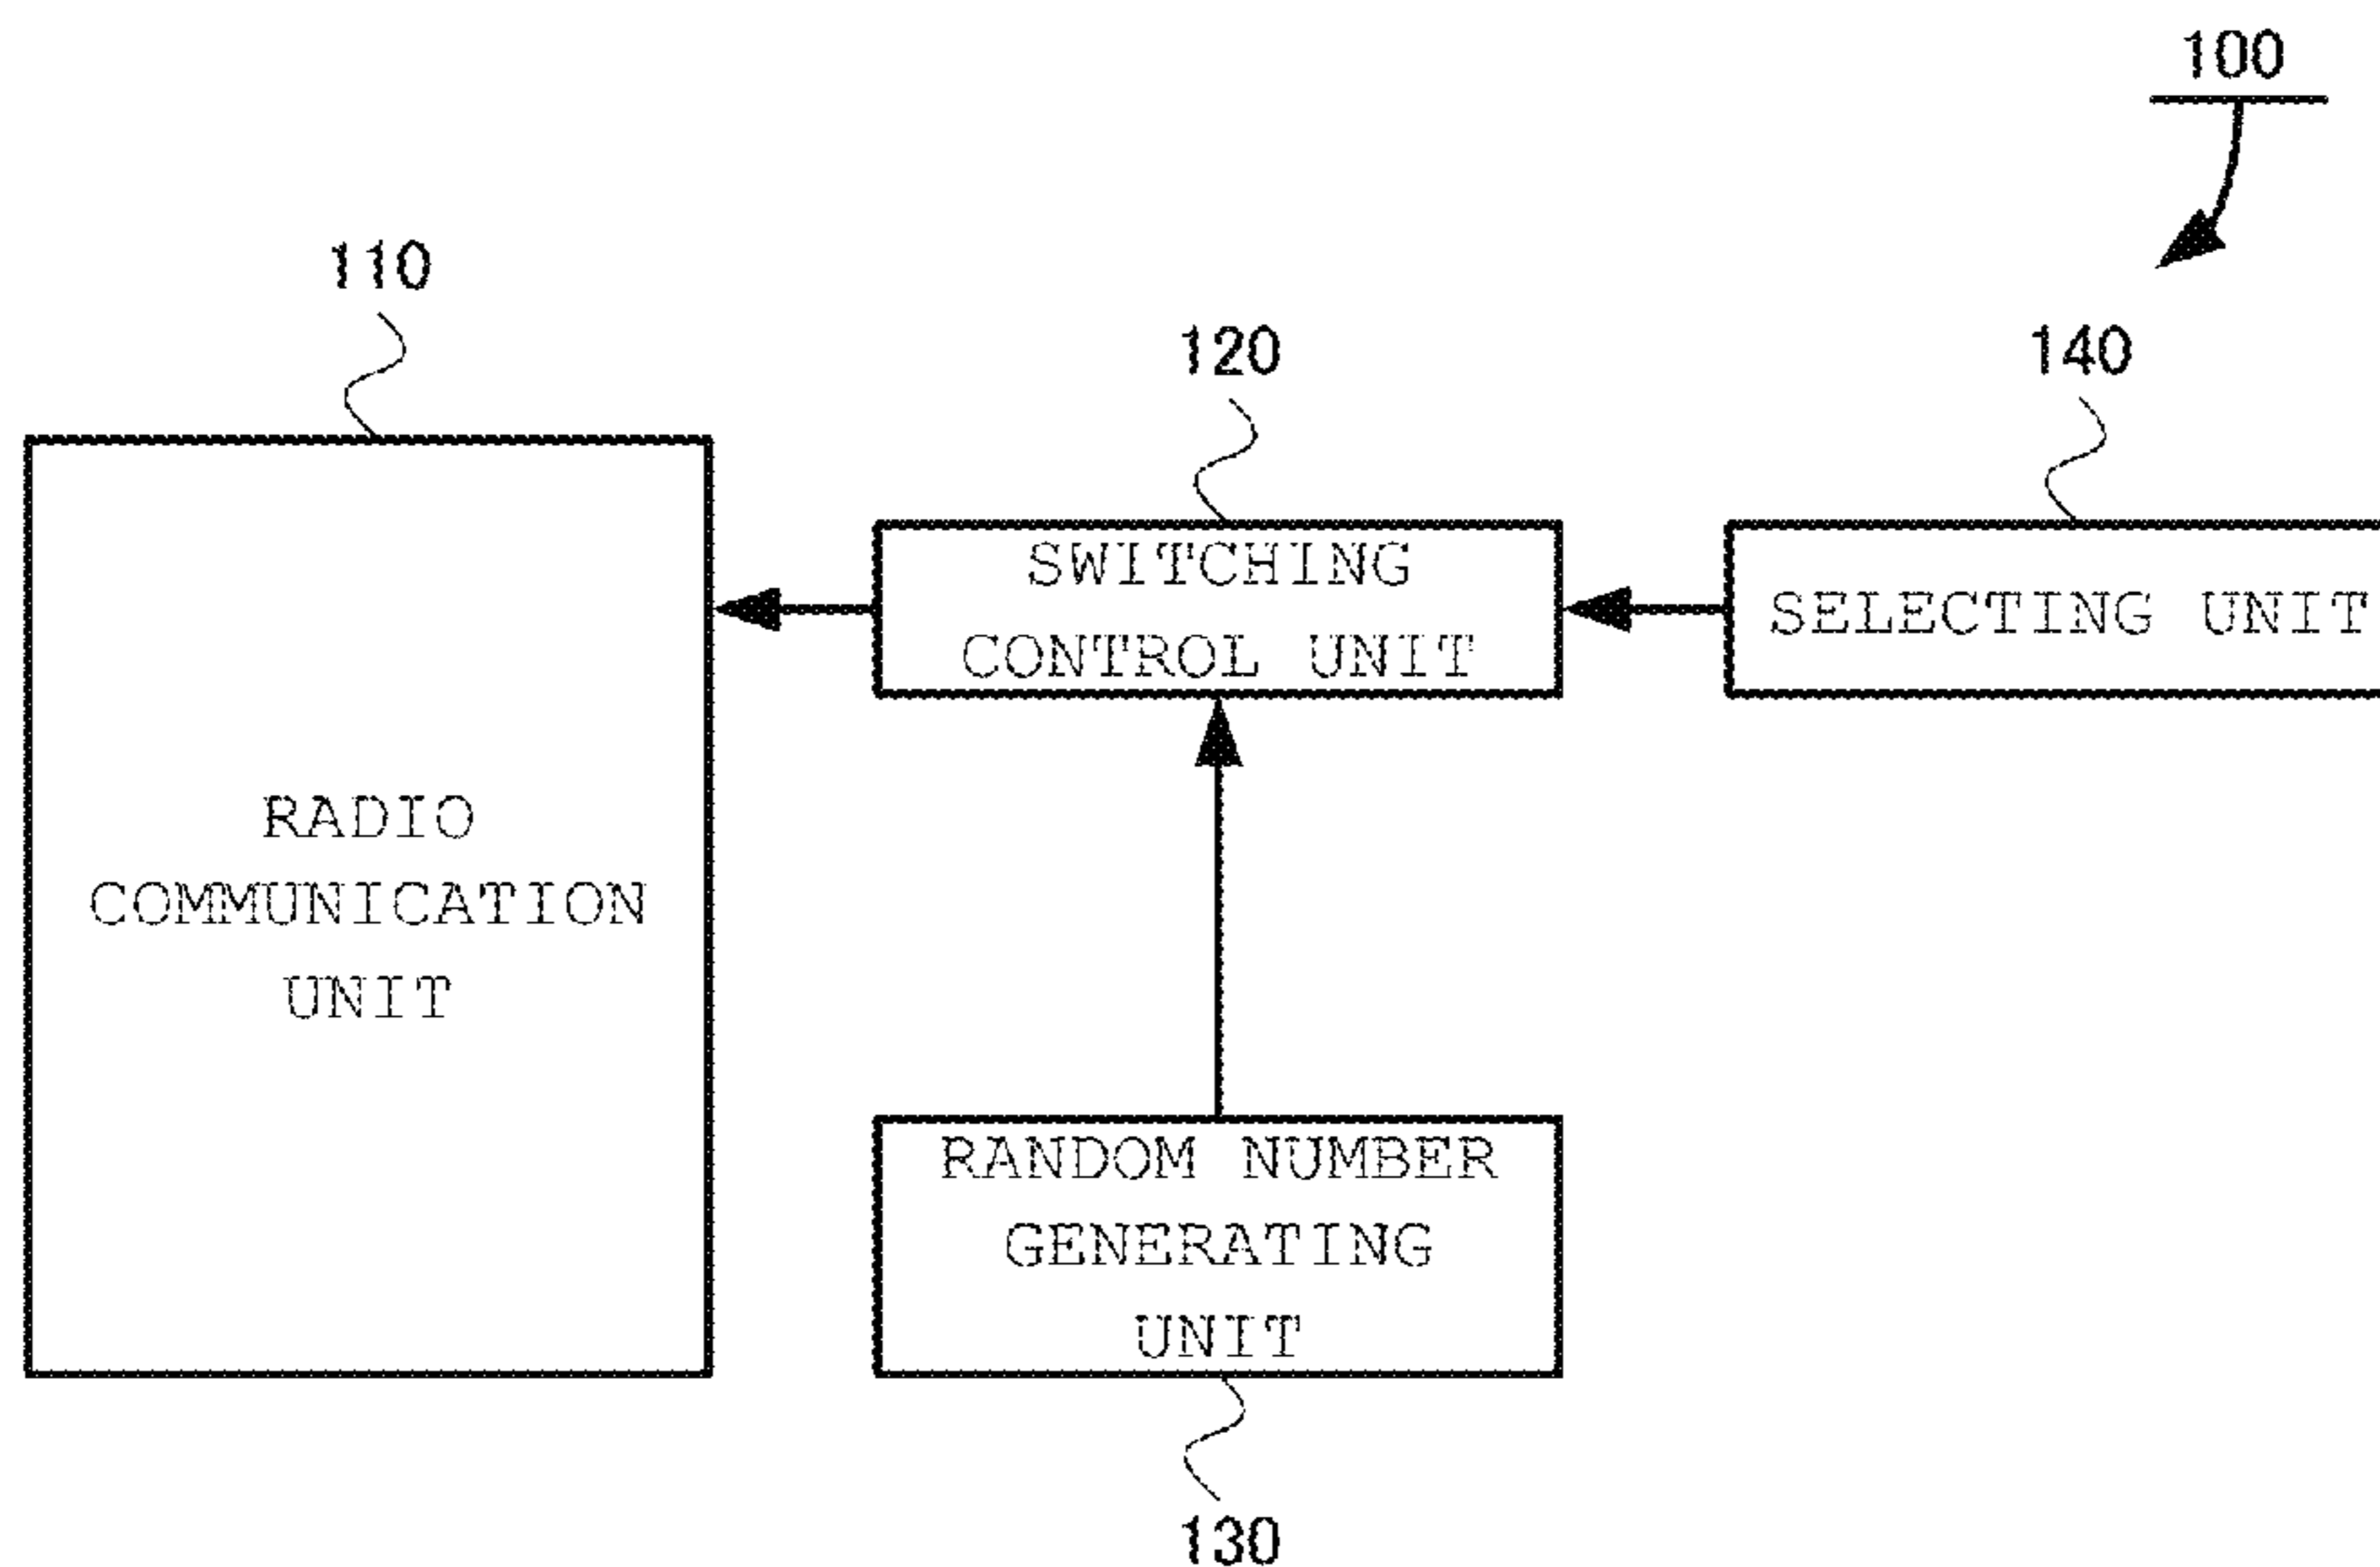 100
110
120
140
SWITCHING
CONTROL UNIT
SELECTING UNIT
RADIO
COMMUNICATION
UNIT
RANDOM NUMBER
GENERATING
UNIT
130